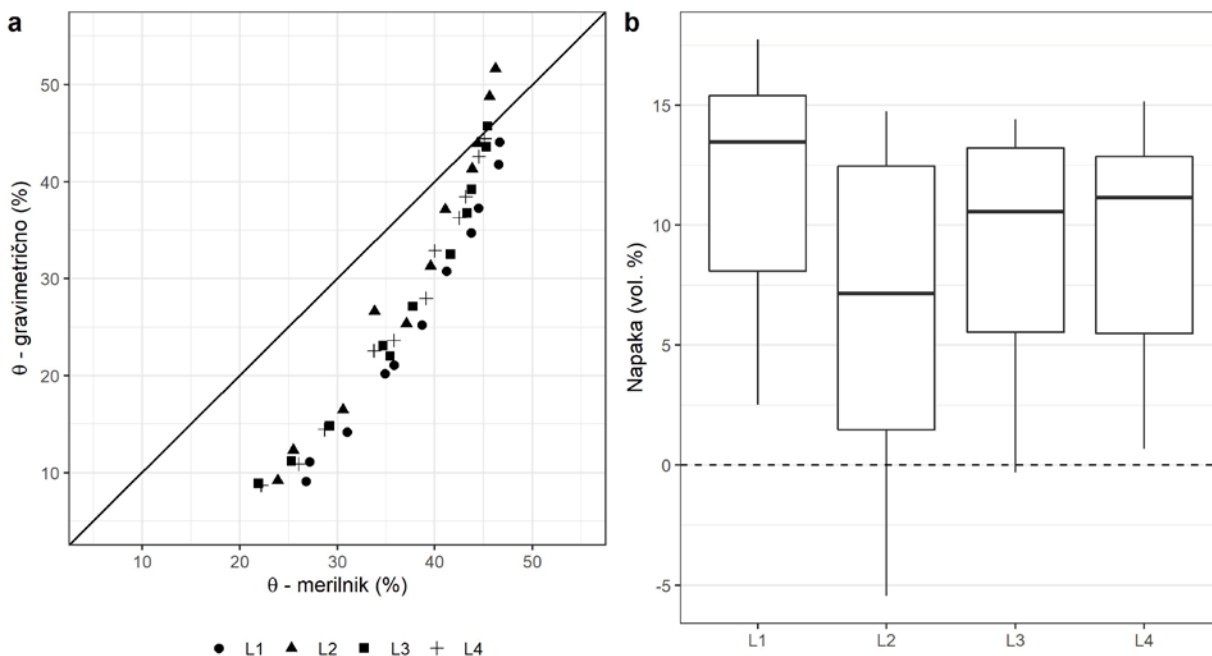 a
θ - gravimetrično (%)
50
40
30
20
10
10 20 30 40 50
θ - merilnik (%)
L1 L2 L3 L4
b
Napaka (vol. %)
15
10
5
0
-5
L1 L2 L3 L4